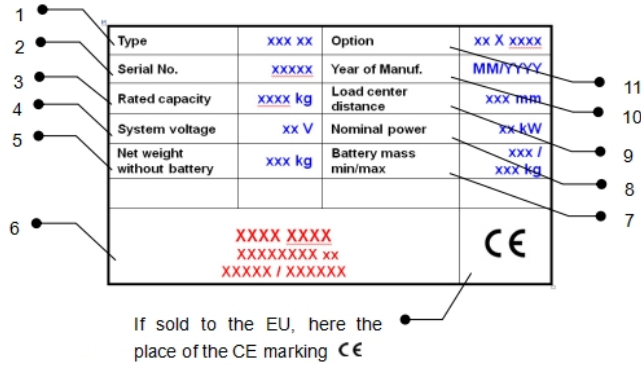 1
2
3
4
5
6
Type xxx xx Option xx X xxxx
Serial No. xxxxx Year of Manuf. MM/YYYY
Rated capacity xxxx kg Load center distance xxx mm
System voltage xx V Nominal power xx kW
Net weight without battery xxx kg Battery mass min/max xxx / xxx kg
XXXX XXXX
XXXXXXXX xx
XXXXX / XXXXXX
CE
11
10
9
8
7
If sold to the EU, here the
place of the CE marking CE